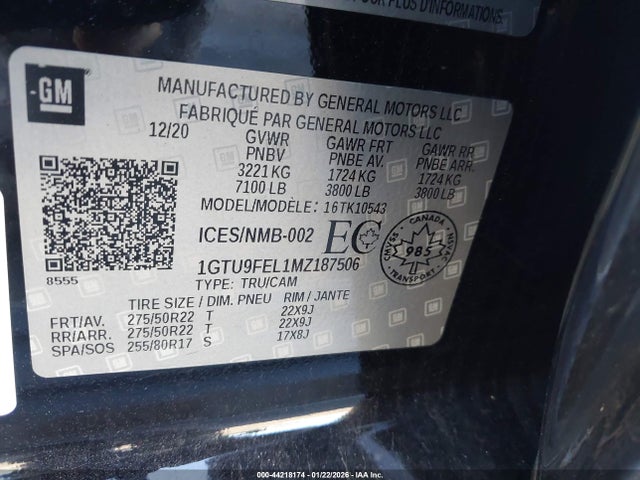 POUR PLUS D'INFORMATIONS.
GM
MANUFACTURED BY GENERAL MOTORS LLC
FABRIQUÉ PAR GENERAL MOTORS LLC
12/20 GVWR GAWR FRT GAWR RR
PNBV PNBE AV. PNBE ARR.
3221 KG 1724 KG 1724 KG
7100 LB 3800 LB 3800 LB
MODEL/MODÈLE: 16TK10543
ICES/NMB-002 EC
CANADA
985
CMVSS
NSVAC
1GTU9FEL1MZ187506
8555
TYPE: TRU/CAM
TIRE SIZE / DIM. PNEU RIM / JANTE
FRT/AV. 275/50R22 T 22X9J
RR/ARR. 275/50R22 T 22X9J
SPA/SOS 255/80R17 S 17X8J
000-44218174 | 01/22/2026 - IAA INC.